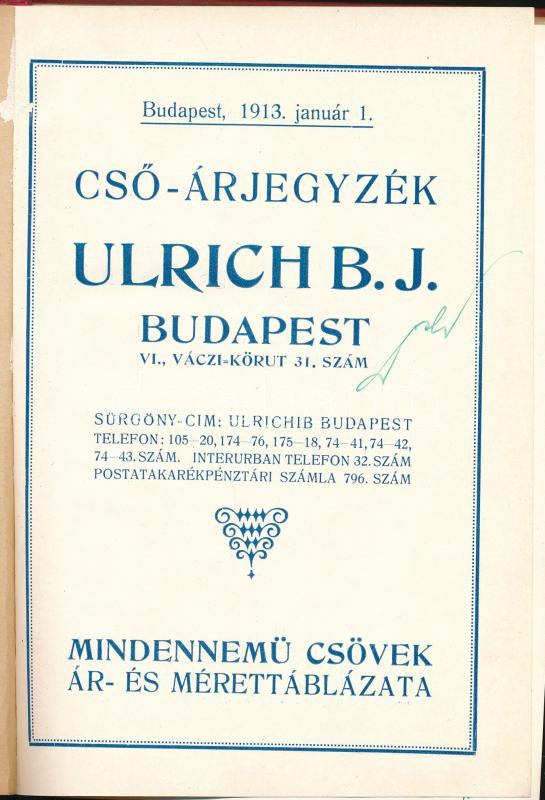 Budapest, 1913. január 1.
CSŐ-ÁRJEGYZÉK
ULRICH B. J.
BUDAPEST
VI., VÁCZI=KÖRUT 31. SZÁM
SÜRGÖNY-CIM: ULRICHIB BUDAPEST
TELEFON: 105—20, 174—76, 175—18, 74—41, 74—42,
74—43. SZÁM. INTERURBAN TELEFON 32. SZÁM
POSTATAKARÉKPÉNZTÁRI SZÁMLA 796. SZÁM
MINDENNEMÜ CSÖVEK
ÁR- ÉS MÉRETTÁBLÁZATA